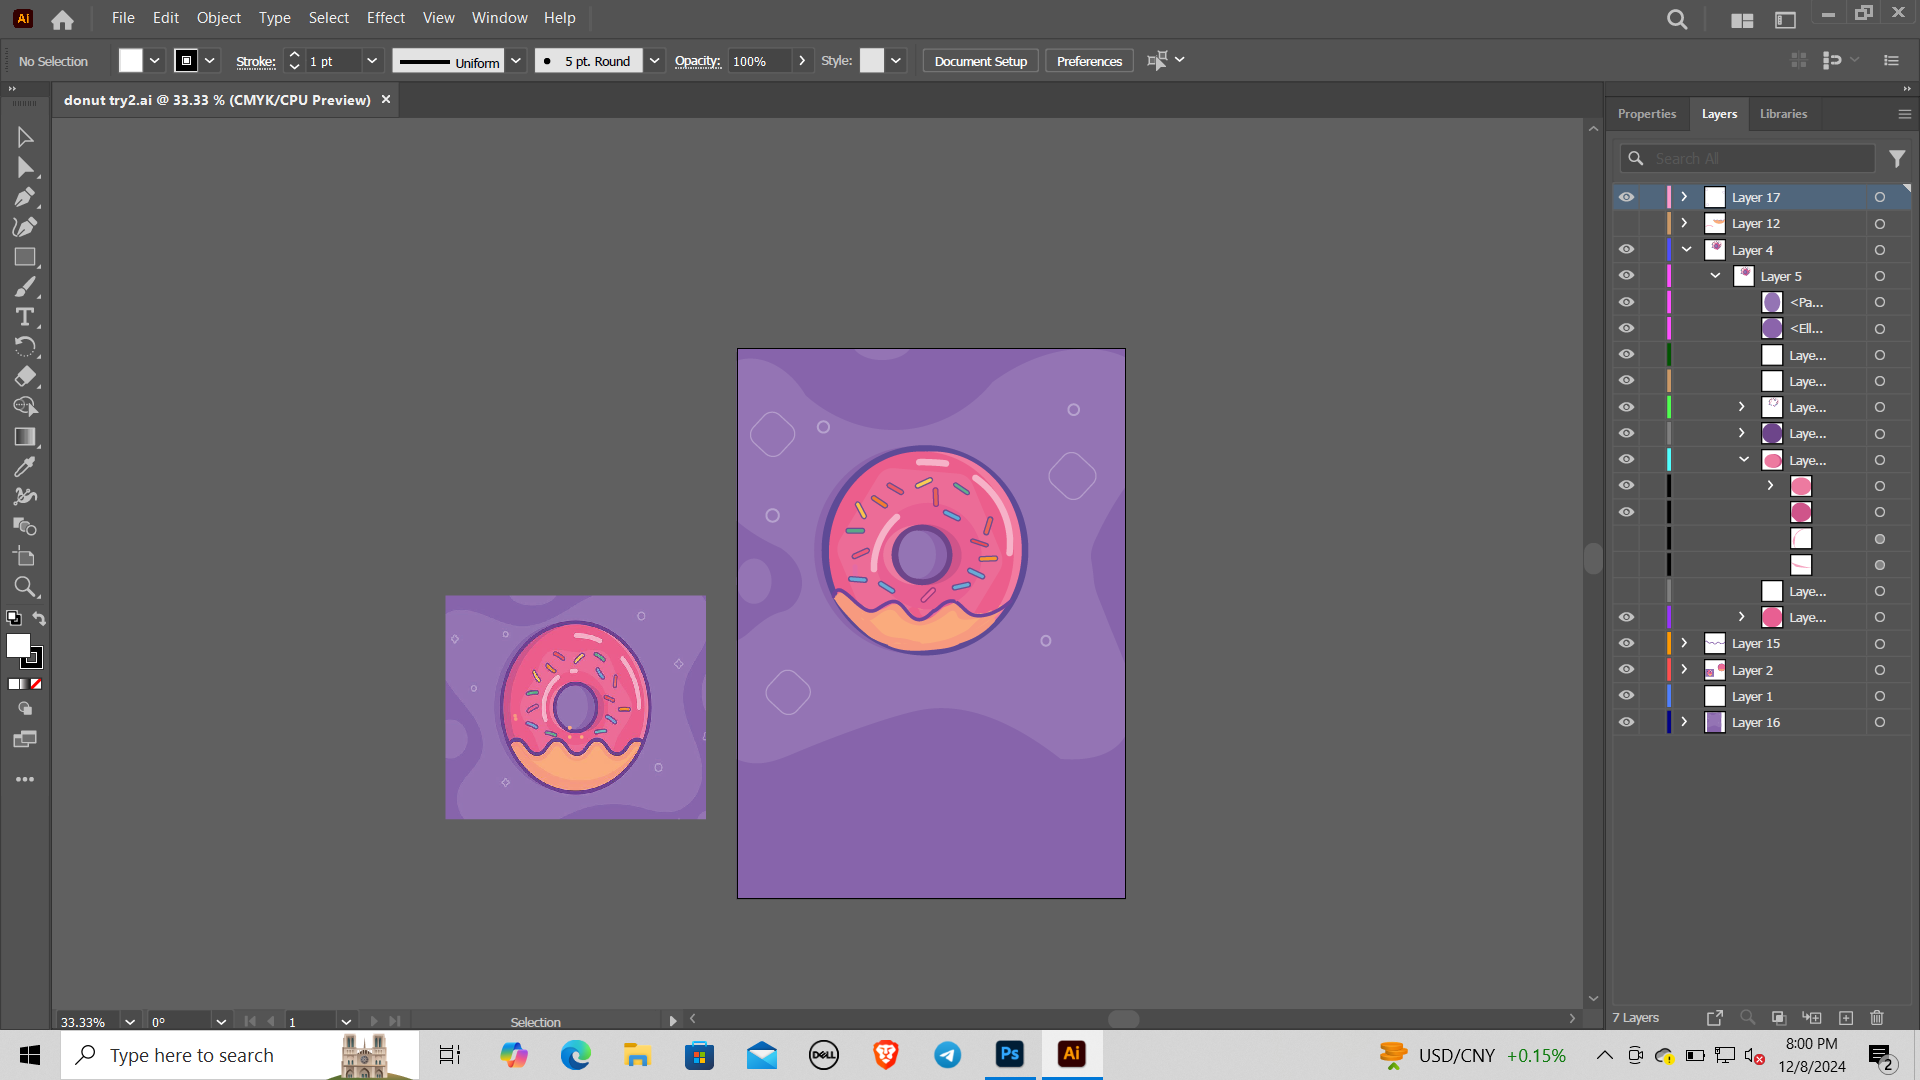 Ai File Edit Object Type Select Effect View Window Help
No Selection Stroke: 1 pt Uniform 5 pt. Round Opacity: 100% Style: Document Setup Preferences
donut try2.ai @ 33.33 % (CMYK/CPU Preview)
Properties Layers Libraries
Search All
Layer 17
Layer 12
Layer 4
Layer 5
<Pa...
<Ell...
Laye...
Laye...
Laye...
Laye...
Laye...
Laye...
Laye...
Layer 15
Layer 2
Layer 1
Layer 16
33.33% 0° 1 Selection
7 Layers
Type here to search
DELL
Ps
Ai
USD/CNY +0.15%
8:00 PM
12/8/2024
2